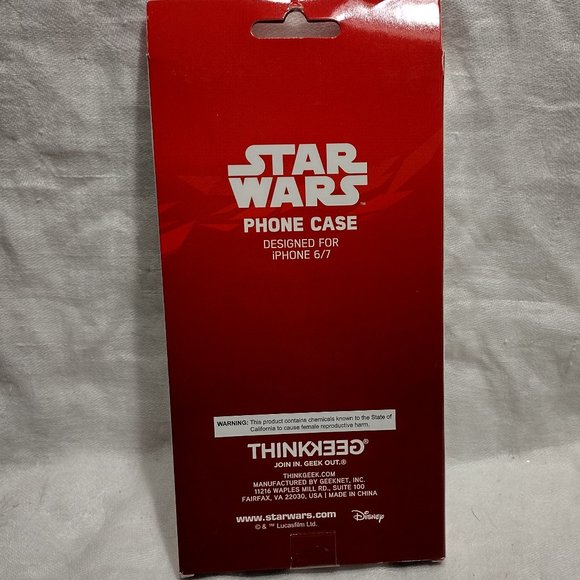 STAR
WARS™
PHONE CASE
DESIGNED FOR
iPHONE 6/7
WARNING: This product contains chemicals known to the State of
California to cause female reproductive harm.
THINKGEEK®
JOIN IN. GEEK OUT.®
THINKGEEK.COM
MANUFACTURED BY GEEKNET, INC.
11216 WAPLES MILL RD., SUITE 100
FAIRFAX, VA 22030, USA | MADE IN CHINA
www.starwars.com
© & ™ Lucasfilm Ltd.
Disney